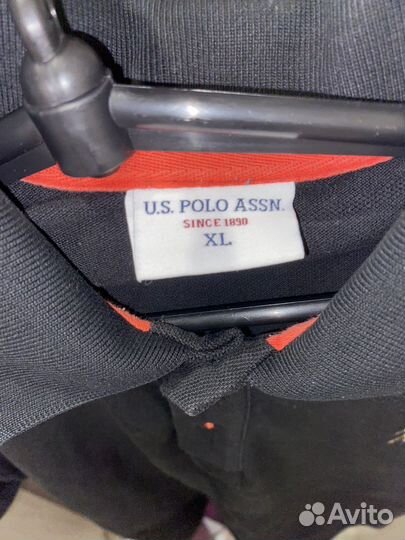 U.S. POLO ASSN.
SINCE 1890
XL
Avito